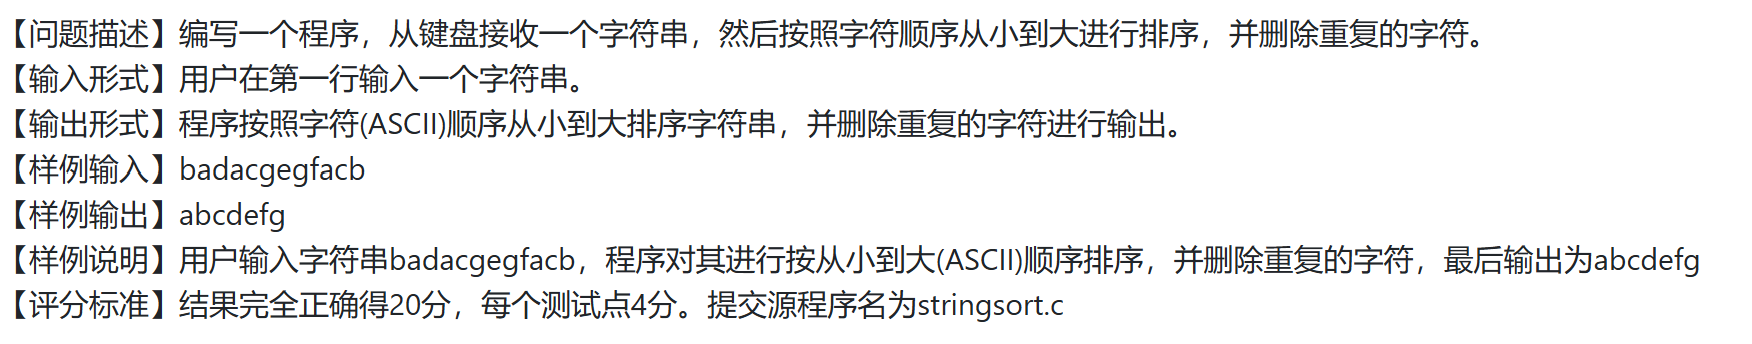 【问题描述】编写一个程序，从键盘接收一个字符串，然后按照字符顺序从小到大进行排序，并删除重复的字符。
【输入形式】用户在第一行输入一个字符串。
【输出形式】程序按照字符(ASCII)顺序从小到大排序字符串，并删除重复的字符进行输出。
【样例输入】badacgegfacb
【样例输出】abcdefg
【样例说明】用户输入字符串badacgegfacb，程序对其进行按从小到大(ASCII)顺序排序，并删除重复的字符，最后输出为abcdefg
【评分标准】结果完全正确得20分，每个测试点4分。提交源程序名为stringsort.c